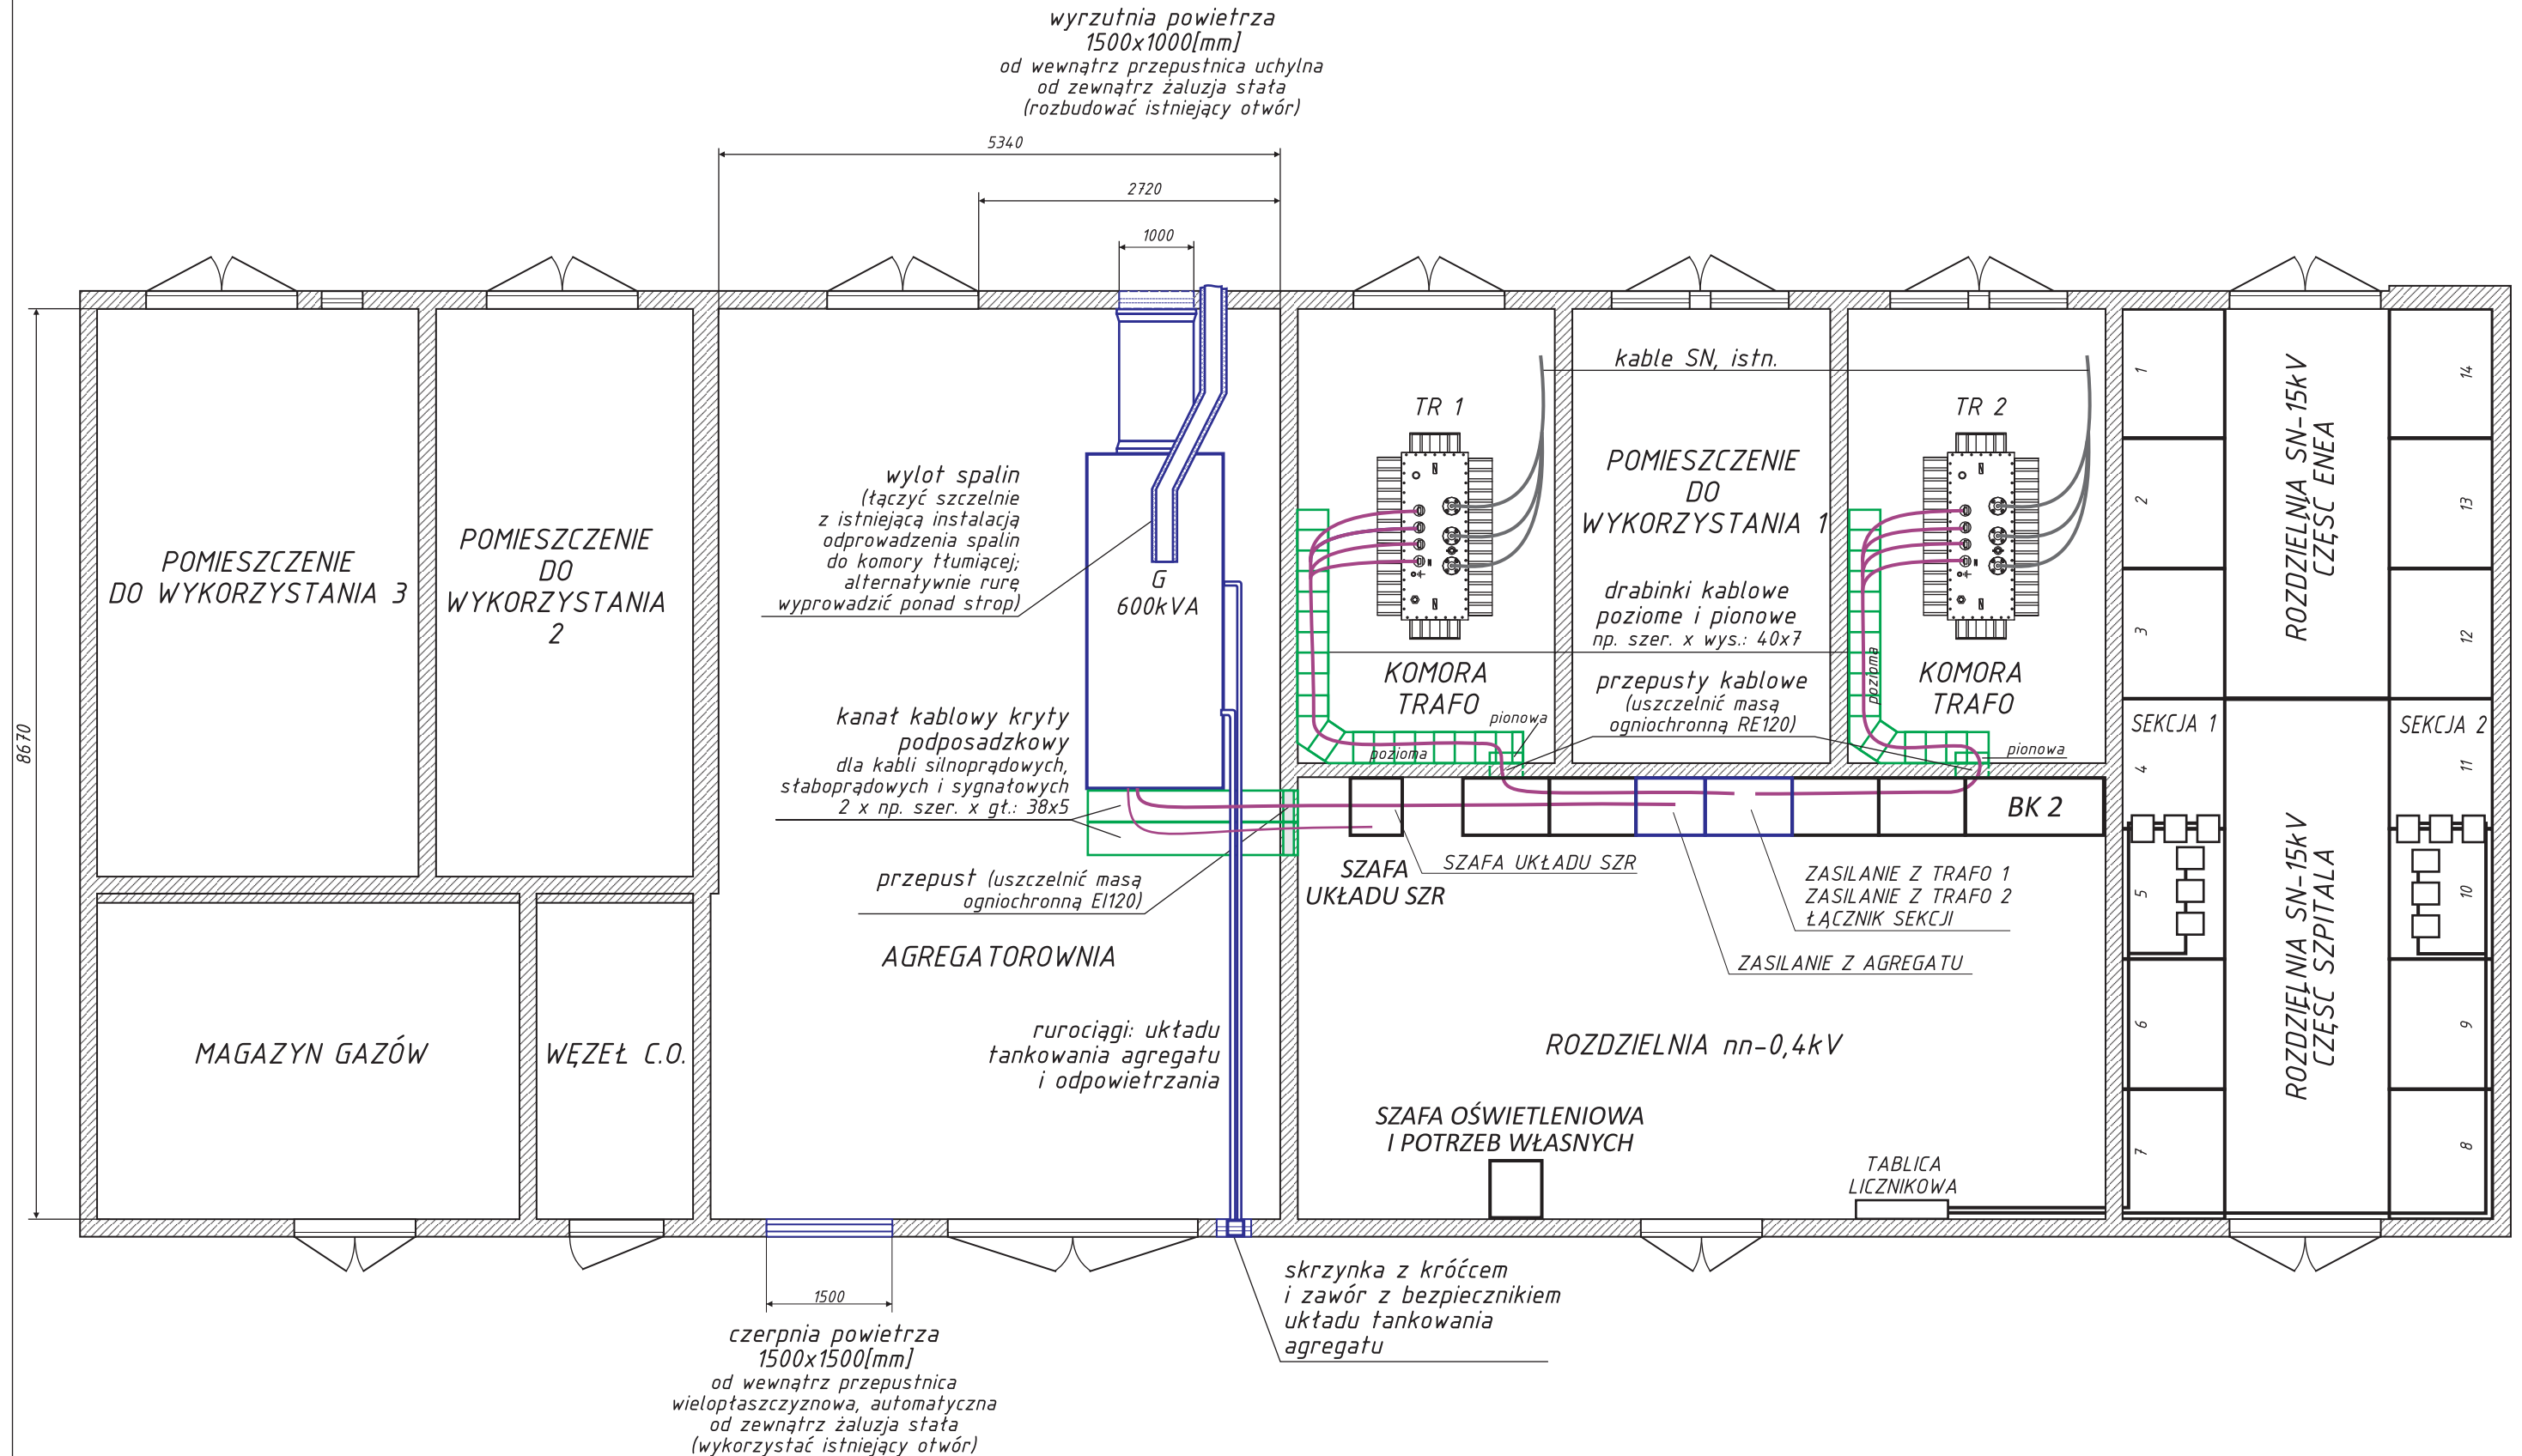 wyrzutnia powietrza
1500x1000[mm]
od wewnątrz przepustnica uchylna
od zewnątrz żaluzja stała
(rozbudować istniejący otwór)
5340
2720
1000
8670
POMIESZCZENIE
DO WYKORZYSTANIA 3
POMIESZCZENIE
DO
WYKORZYSTANIA
2
wylot spalin
(łączyć szczelnie
z istniejącą instalacją
odprowadzenia spalin
do komory tłumiącej;
alternatywnie rurę
wyprowadzić ponad strop)
G
600kVA
kanał kablowy kryty
podposadzkowy
dla kabli silnoprądowych,
słaboprądowych i sygnałowych
2 x np. szer. x gł.: 38x5
przepust (uszczelnić masą
ogniochronną EI120)
AGREGATOROWNIA
rurociągi: układu
tankowania agregatu
i odpowietrzania
MAGAZYN GAZÓW
WĘZEŁ C.O.
kable SN, istn.
TR 1
TR 2
POMIESZCZENIE
DO
WYKORZYSTANIA 1
drabinki kablowe
poziome i pionowe
np. szer. x wys.: 40x7
przepusty kablowe
(uszczelnić masą
ogniochronną RE120)
KOMORA
TRAFO
pionowa
pozioma
KOMORA
TRAFO
pozioma
pionowa
BK 2
SZAFA
UKŁADU SZR
SZAFA UKŁADU SZR
ZASILANIE Z TRAFO 1
ZASILANIE Z TRAFO 2
ŁĄCZNIK SEKCJI
ZASILANIE Z AGREGATU
ROZDZIELNIA nn-0,4kV
SZAFA OŚWIETLENIOWA
I POTRZEB WŁASNYCH
TABLICA
LICZNIKOWA
1
2
3
SEKCJA 1
4
5
6
7
ROZDZIELNIA SN-15kV
CZĘŚC ENEA
ROZDZIELNIA SN-15kV
CZĘŚC SZPITALA
14
13
12
SEKCJA 2
11
10
9
8
1500
czerpnia powietrza
1500x1500[mm]
od wewnątrz przepustnica
wielopłaszczyznowa, automatyczna
od zewnątrz żaluzja stała
(wykorzystać istniejący otwór)
skrzynka z króćcem
i zawór z bezpiecznikiem
układu tankowania
agregatu